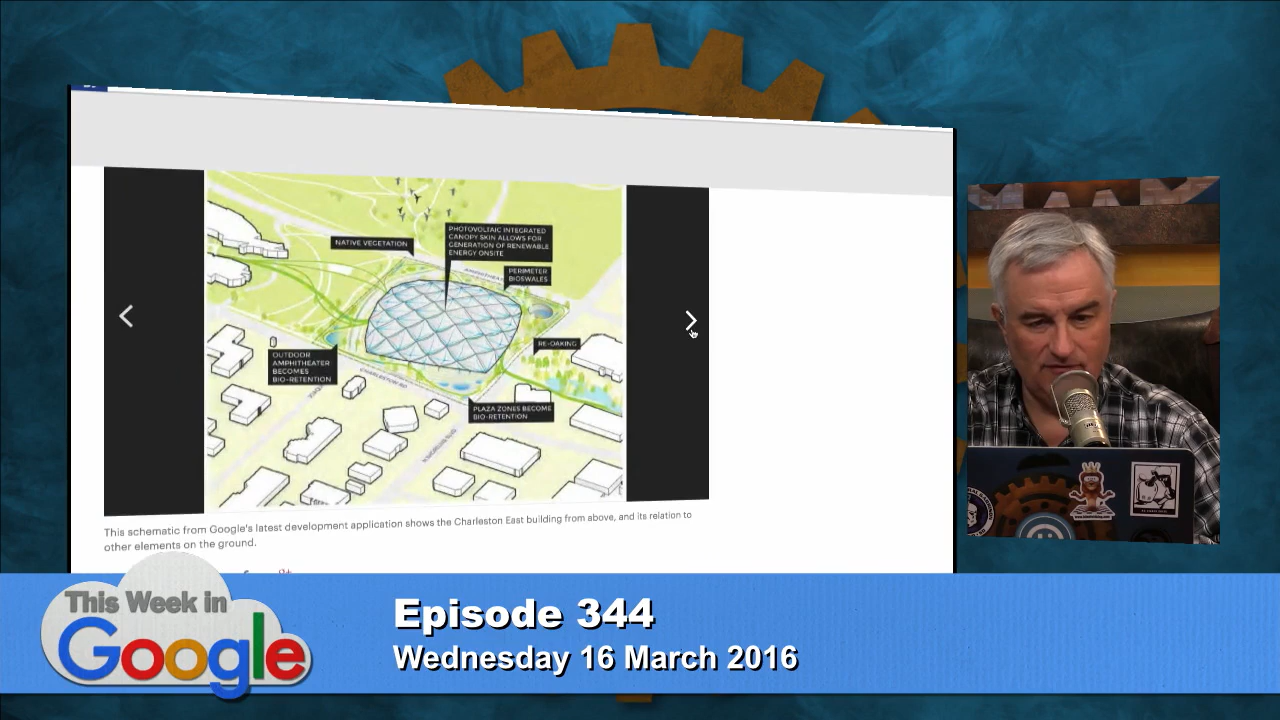 NATIVE VEGETATION
PHOTOVOLTAIC INTEGRATED
CANOPY SKIN ALLOWS FOR
GENERATION OF RENEWABLE
ENERGY ONSITE
PERIMETER
BIOSWALES
RE-OAKING
OUTDOOR
AMPHITHEATER
BECOMES
BIO-RETENTION
CHARLESTON RD
PLAZA ZONES BECOME
BIO-RETENTION
This schematic from Google's latest development application shows the Charleston East building from above, and its relation to
other elements on the ground.
This Week in
Google
Episode 344
Wednesday 16 March 2016